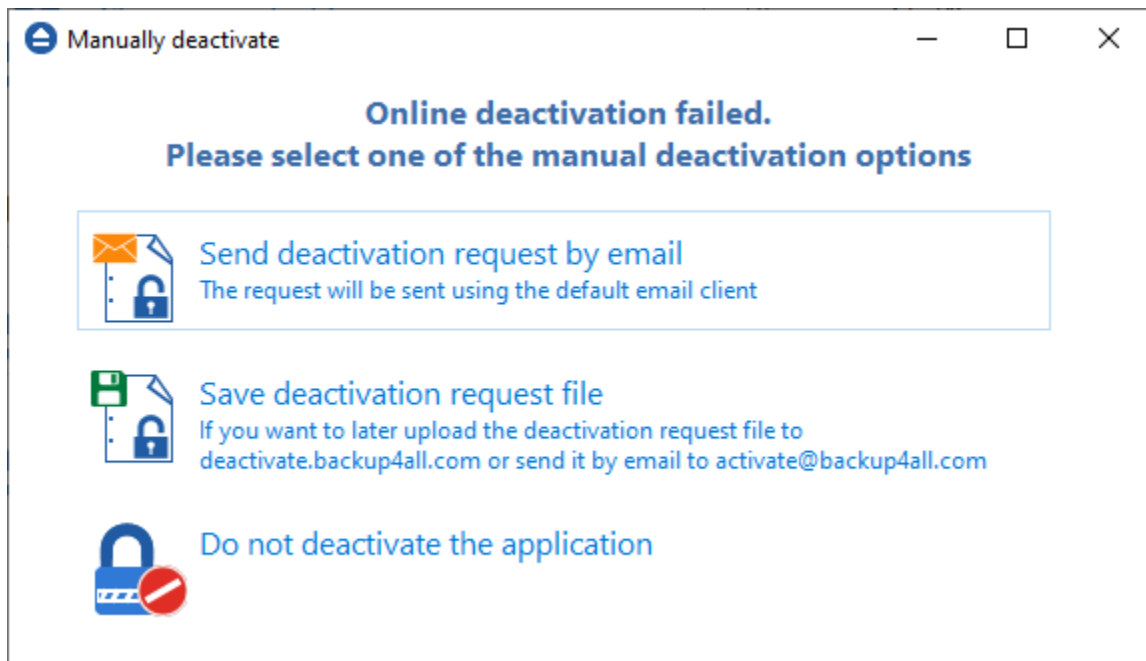 Manually deactivate
Online deactivation failed.
Please select one of the manual deactivation options
Send deactivation request by email
The request will be sent using the default email client
Save deactivation request file
If you want to later upload the deactivation request file to
deactivate.backup4all.com or send it by email to activate@backup4all.com
Do not deactivate the application